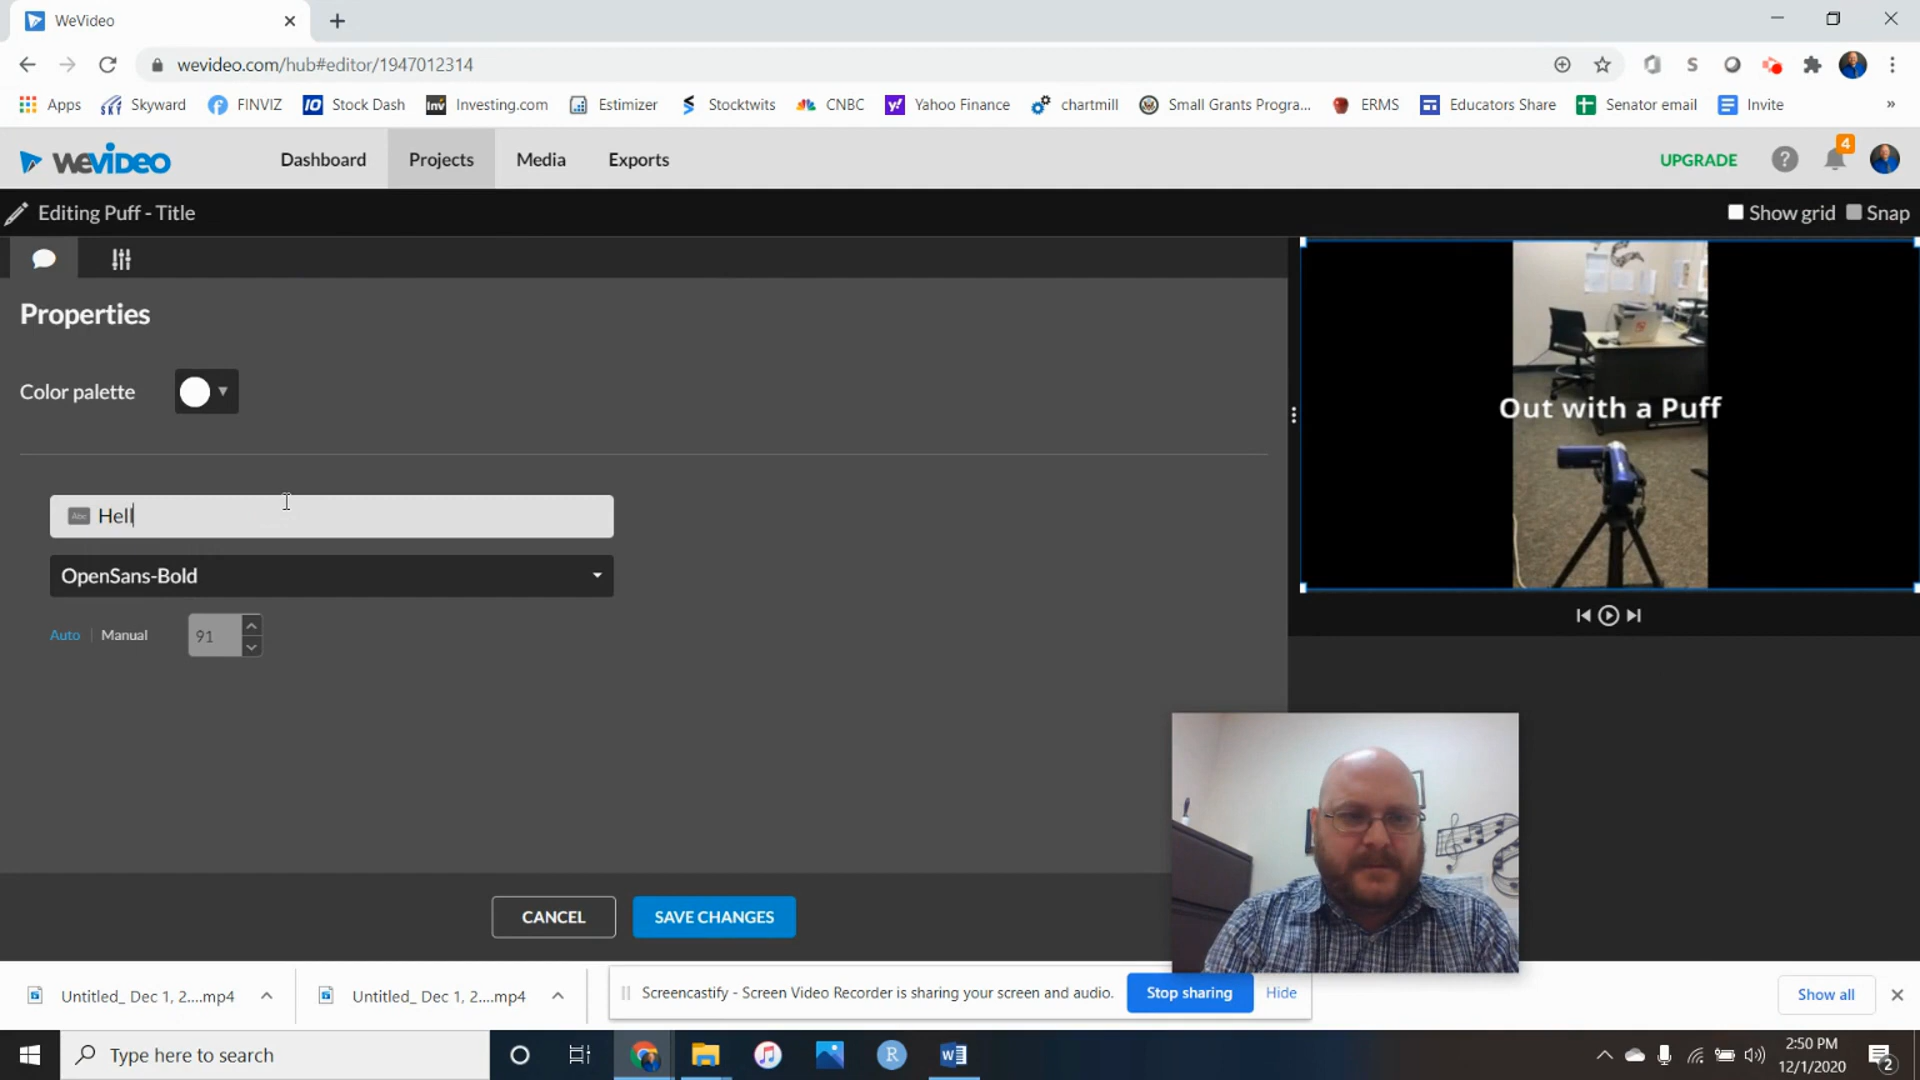 WeVideo
wevideo.com/hub#editor/1947012314
Apps
Skyward
FINVIZ
IO
Stock Dash
Inv
Investing.com
Estimizer
Stocktwits
CNBC
Yahoo Finance
chartmill
Small Grants Progra...
ERMS
Educators Share
Senator email
Invite
»
WEVIDEO
Dashboard
Projects
Media
Exports
UPGRADE
?
4
Editing Puff - Title
Show grid
Snap
Properties
Color palette
Out with a Puff
Abc
Hell
OpenSans-Bold
Auto | Manual
91
CANCEL
SAVE CHANGES
Untitled_ Dec 1, 2....mp4
Untitled_ Dec 1, 2....mp4
Screencastify - Screen Video Recorder is sharing your screen and audio.
Stop sharing
Hide
Show all
Type here to search
R
W
2:50 PM
12/1/2020
2